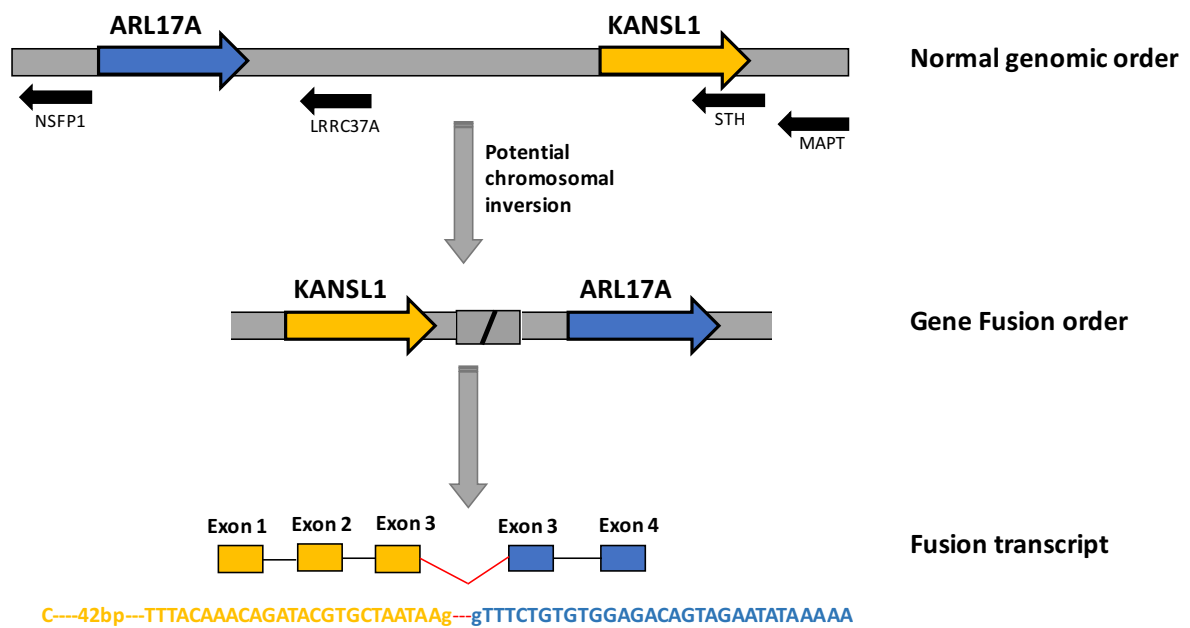 ARL17A
KANSL1
Normal genomic order
NSFP1
LRRC37A
STH
MAPT
Potential
chromosomal
inversion
KANSL1
ARL17A
Gene Fusion order
Exon 1
Exon 2
Exon 3
Exon 3
Exon 4
Fusion transcript
C----42bp---TTTACAAACAGATACGTGCTAATAAg---gTTTCTGTGTGGAGACAGTAGAATATAAAAA